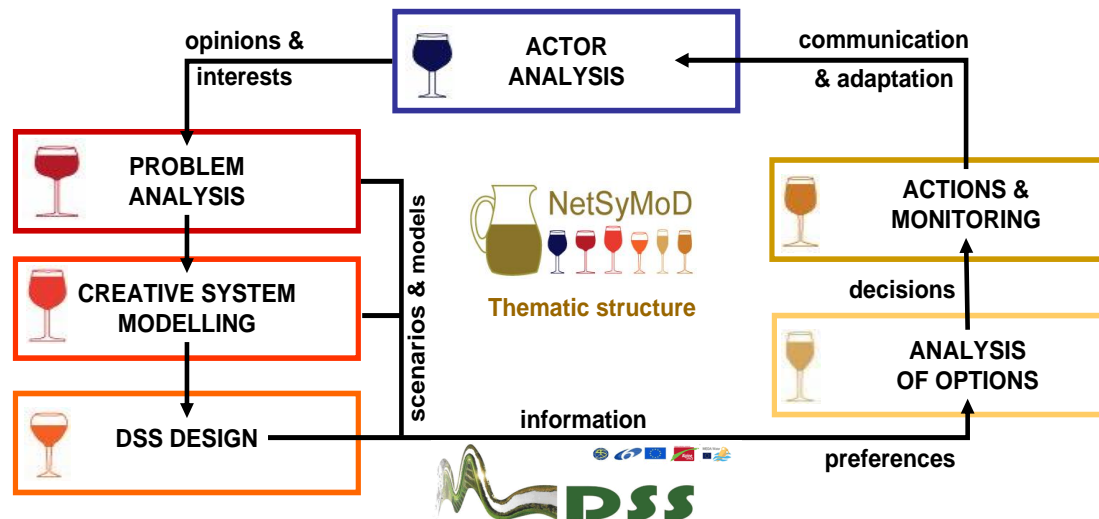 opinions &
interests
ACTOR
ANALYSIS
communication
& adaptation
PROBLEM
ANALYSIS
scenarios & models
NetSyMoD
Thematic structure
ACTIONS &
MONITORING
CREATIVE SYSTEM
MODELLING
decisions
ANALYSIS
OF OPTIONS
DSS DESIGN
information
preferences
DSS